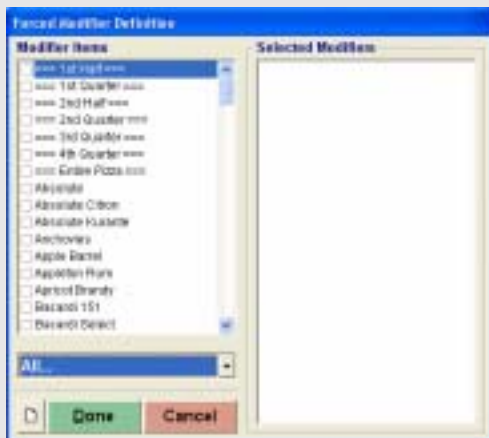 Forced Modifier Definition
Modifier Items
Selected Modifiers
=== 1st Half ===
=== 1st Quarter ===
=== 2nd Half ===
=== 2nd Quarter ===
=== 3rd Quarter ===
=== 4th Quarter ===
=== Entire Pizza ===
Absolute
Absolute Citron
Absolute Kurante
Anchovies
Apple Barrel
Appleton Rum
Apricot Brandy
Bacardi 151
Bacardi Select
All...
Done
Cancel